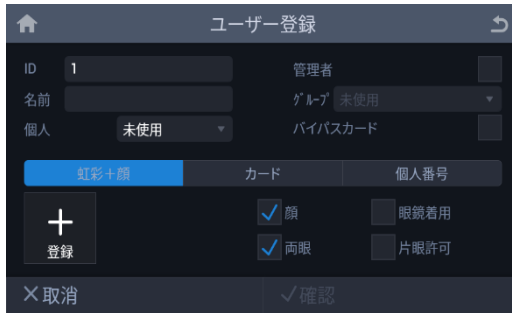 ユーザー登録
ID 1 管理者
名前 グループ 未使用
個人 未使用 バイパスカード
虹彩+顔 カード 個人番号
登録 顔 眼鏡着用
両眼 片眼許可
取消 確認